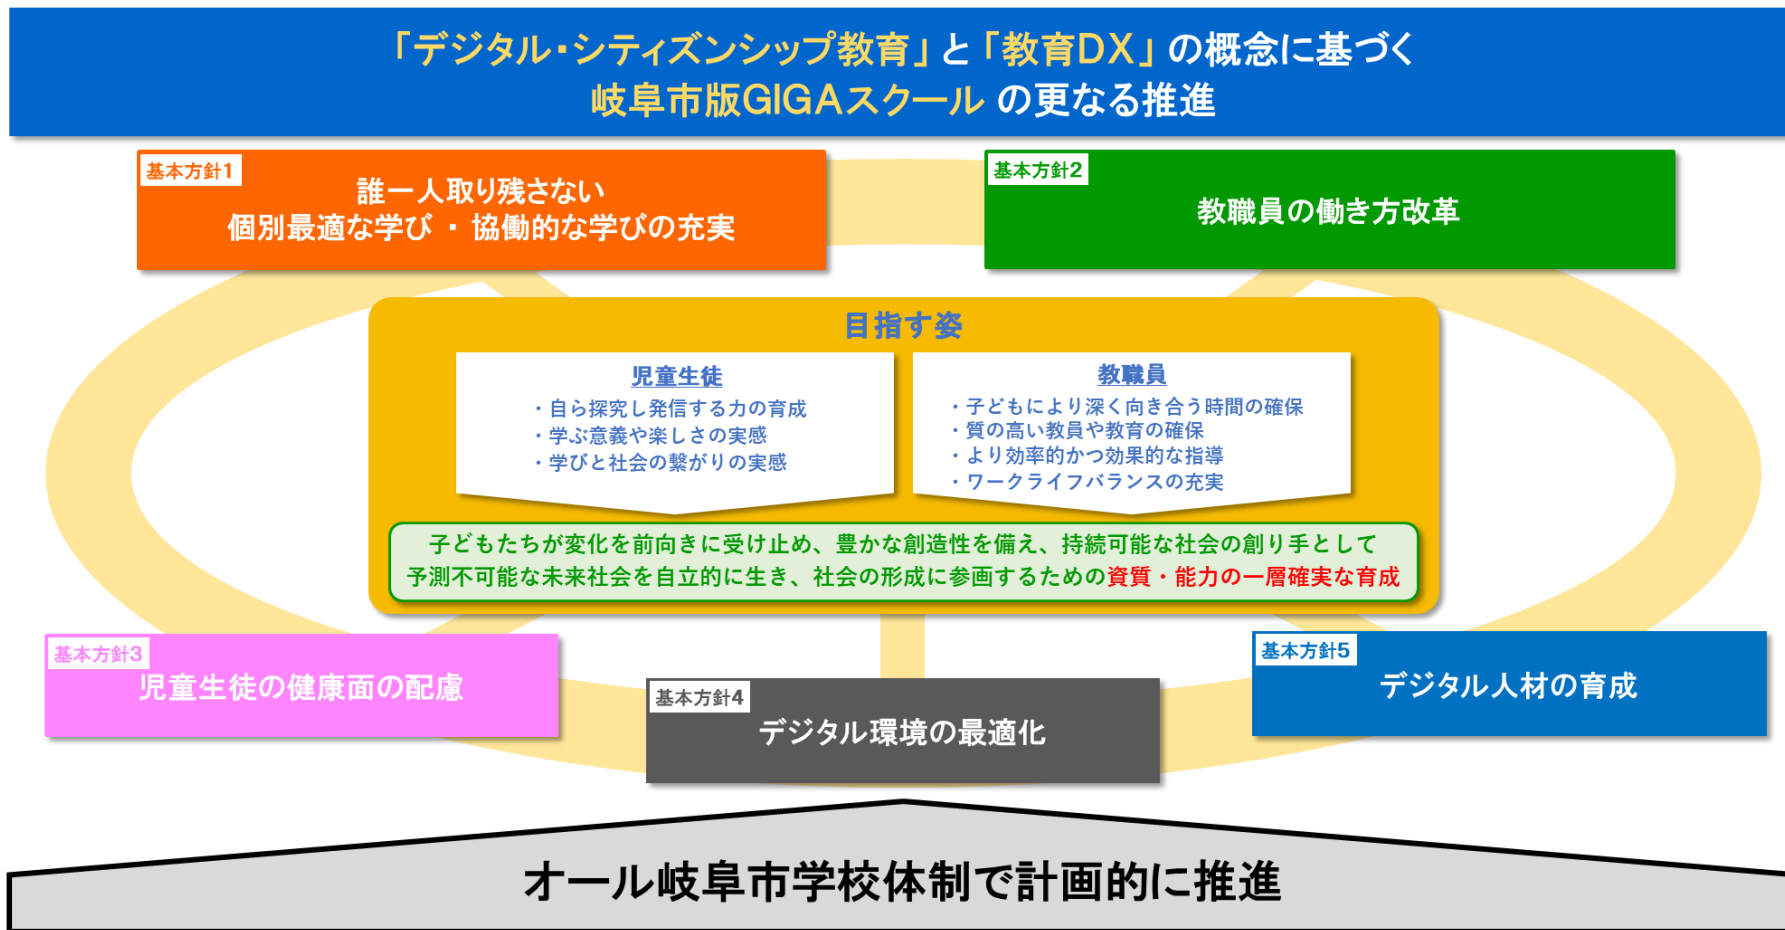 「デジタル・シティズンシップ教育」と「教育DX」の概念に基づく
岐阜市版GIGAスクール の更なる推進
基本方針1
誰一人取り残さない
個別最適な学び ・ 協働的な学びの充実
基本方針2
教職員の働き方改革
目指す姿
児童生徒
・自ら探究し発信する力の育成
・学ぶ意義や楽しさの実感
・学びと社会の繋がりの実感
教職員
・子どもにより深く向き合う時間の確保
・質の高い教員や教育の確保
・より効率的かつ効果的な指導
・ワークライフバランスの充実
子どもたちが変化を前向きに受け止め、豊かな創造性を備え、持続可能な社会の創り手として
予測不可能な未来社会を自立的に生き、社会の形成に参画するための資質・能力の一層確実な育成
基本方針3
児童生徒の健康面の配慮
基本方針4
デジタル環境の最適化
基本方針5
デジタル人材の育成
オール岐阜市学校体制で計画的に推進